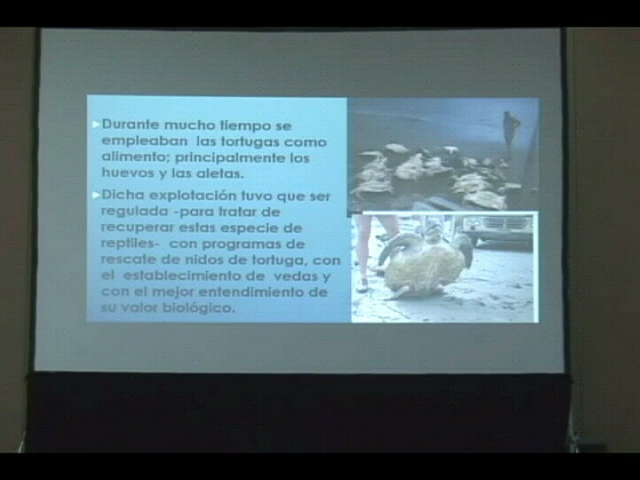 Durante mucho tiempo se
empleaban las tortugas como
alimento; principalmente los
huevos y las aletas.
Dicha explotación tuvo que ser
regulada -para tratar de
recuperar estas especie de
reptiles- con programas de
rescate de nidos de tortuga, con
el establecimiento de vedas y
con el mejor entendimiento de
su valor biológico.